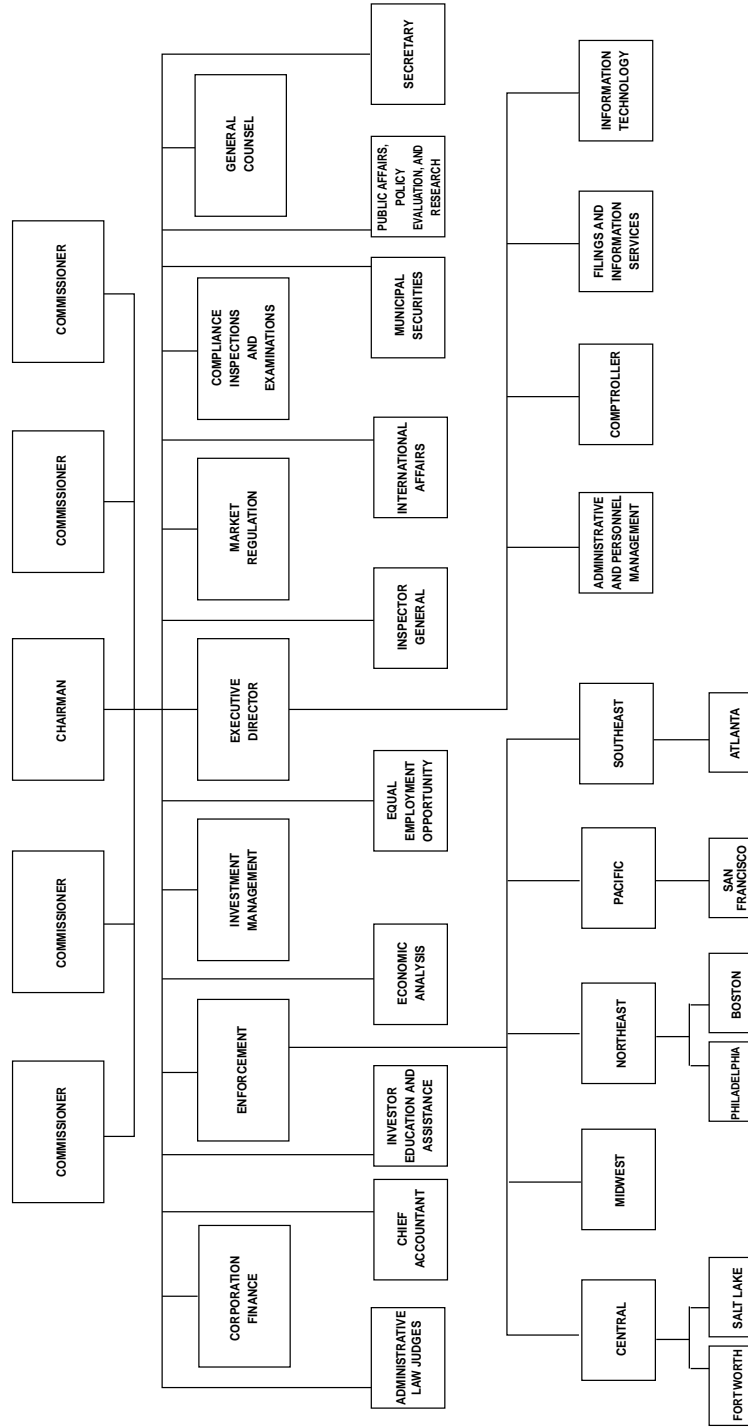 COMMISSIONER
COMMISSIONER
CHAIRMAN
COMMISSIONER
COMMISSIONER
CORPORATION
FINANCE
ENFORCEMENT
INVESTMENT
MANAGEMENT
EXECUTIVE
DIRECTOR
MARKET
REGULATION
COMPLIANCE
INSPECTIONS
AND
EXAMINATIONS
GENERAL
COUNSEL
ADMINISTRATIVE
LAW JUDGES
CHIEF
ACCOUNTANT
INVESTOR
EDUCATION AND
ASSISTANCE
ECONOMIC
ANALYSIS
EQUAL
EMPLOYMENT
OPPORTUNITY
INSPECTOR
GENERAL
INTERNATIONAL
AFFAIRS
MUNICIPAL
SECURITIES
PUBLIC AFFAIRS,
POLICY
EVALUATION, AND
RESEARCH
SECRETARY
CENTRAL
MIDWEST
NORTHEAST
PACIFIC
SOUTHEAST
ADMINISTRATIVE
AND PERSONNEL
MANAGEMENT
COMPTROLLER
FILINGS AND
INFORMATION
SERVICES
INFORMATION
TECHNOLOGY
FORT WORTH
SALT LAKE
PHILADELPHIA
BOSTON
SAN
FRANCISCO
ATLANTA